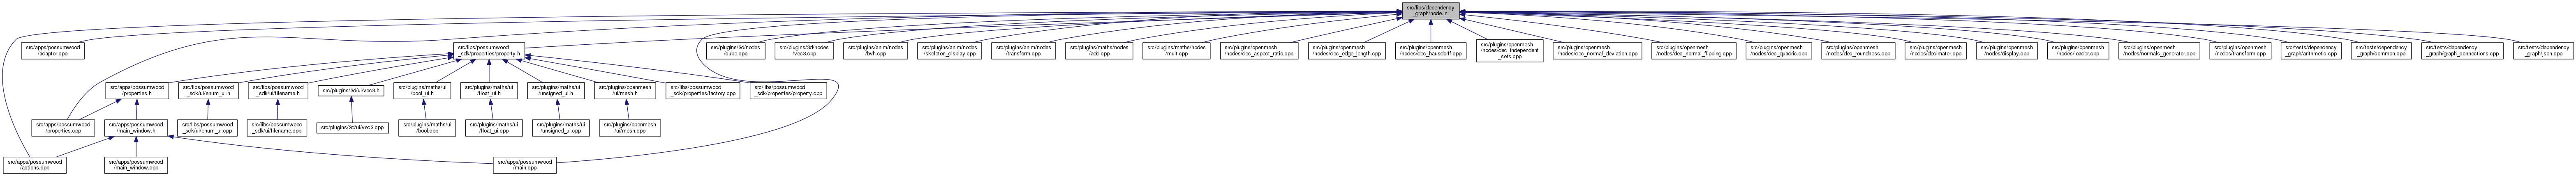 src/libs/dependency
_graph/node.inl
src/apps/possumwood
/adaptor.cpp
src/libs/possumwood
_sdk/properties/property.h
src/plugins/3d/nodes
/cube.cpp
src/plugins/3d/nodes
/vec3.cpp
src/plugins/anim/nodes
/bvh.cpp
src/plugins/anim/nodes
/skeleton_display.cpp
src/plugins/anim/nodes
/transform.cpp
src/plugins/maths/nodes
/add.cpp
src/plugins/maths/nodes
/mult.cpp
src/plugins/openmesh
/nodes/dec_aspect_ratio.cpp
src/plugins/openmesh
/nodes/dec_edge_length.cpp
src/plugins/openmesh
/nodes/dec_hausdorff.cpp
src/plugins/openmesh
/nodes/dec_independent
_sets.cpp
src/plugins/openmesh
/nodes/dec_normal_deviation.cpp
src/plugins/openmesh
/nodes/dec_normal_flipping.cpp
src/plugins/openmesh
/nodes/dec_quadric.cpp
src/plugins/openmesh
/nodes/dec_roundness.cpp
src/plugins/openmesh
/nodes/decimater.cpp
src/plugins/openmesh
/nodes/display.cpp
src/plugins/openmesh
/nodes/loader.cpp
src/plugins/openmesh
/nodes/normals_generator.cpp
src/plugins/openmesh
/nodes/transform.cpp
src/tests/dependency
_graph/arithmetic.cpp
src/tests/dependency
_graph/common.cpp
src/tests/dependency
_graph/graph_connections.cpp
src/tests/dependency
_graph/json.cpp
src/apps/possumwood
/properties.h
src/libs/possumwood
_sdk/ui/enum_ui.h
src/libs/possumwood
_sdk/ui/filename.h
src/plugins/3d/ui/vec3.h
src/plugins/maths/ui
/bool_ui.h
src/plugins/maths/ui
/float_ui.h
src/plugins/maths/ui
/unsigned_ui.h
src/plugins/openmesh
/ui/mesh.h
src/libs/possumwood
_sdk/properties/factory.cpp
src/libs/possumwood
_sdk/properties/property.cpp
src/apps/possumwood
/properties.cpp
src/apps/possumwood
/main_window.h
src/libs/possumwood
_sdk/ui/enum_ui.cpp
src/libs/possumwood
_sdk/ui/filename.cpp
src/plugins/3d/ui/vec3.cpp
src/plugins/maths/ui
/bool.cpp
src/plugins/maths/ui
/float_ui.cpp
src/plugins/maths/ui
/unsigned_ui.cpp
src/plugins/openmesh
/ui/mesh.cpp
src/apps/possumwood
/actions.cpp
src/apps/possumwood
/main_window.cpp
src/apps/possumwood
/main.cpp